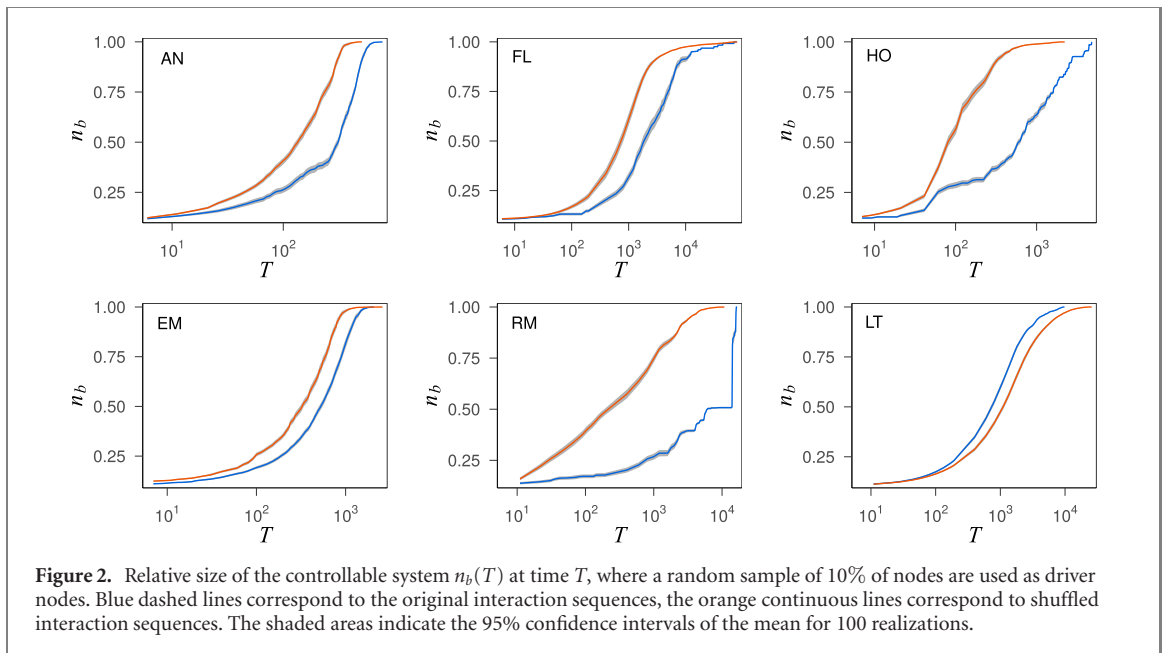 1.00
0.75
0.50
0.25
n_b
AN
10^1
10^2
T
1.00
0.75
0.50
0.25
n_b
FL
10^1
10^2
10^3
10^4
T
1.00
0.75
0.50
0.25
n_b
HO
10^1
10^2
10^3
T
1.00
0.75
0.50
0.25
n_b
EM
10^1
10^2
10^3
T
1.00
0.75
0.50
0.25
n_b
RM
10^1
10^2
10^3
10^4
T
1.00
0.75
0.50
0.25
n_b
LT
10^1
10^2
10^3
10^4
T
Figure 2. Relative size of the controllable system n_b(T) at time T, where a random sample of 10% of nodes are used as driver
nodes. Blue dashed lines correspond to the original interaction sequences, the orange continuous lines correspond to shuffled
interaction sequences. The shaded areas indicate the 95% confidence intervals of the mean for 100 realizations.